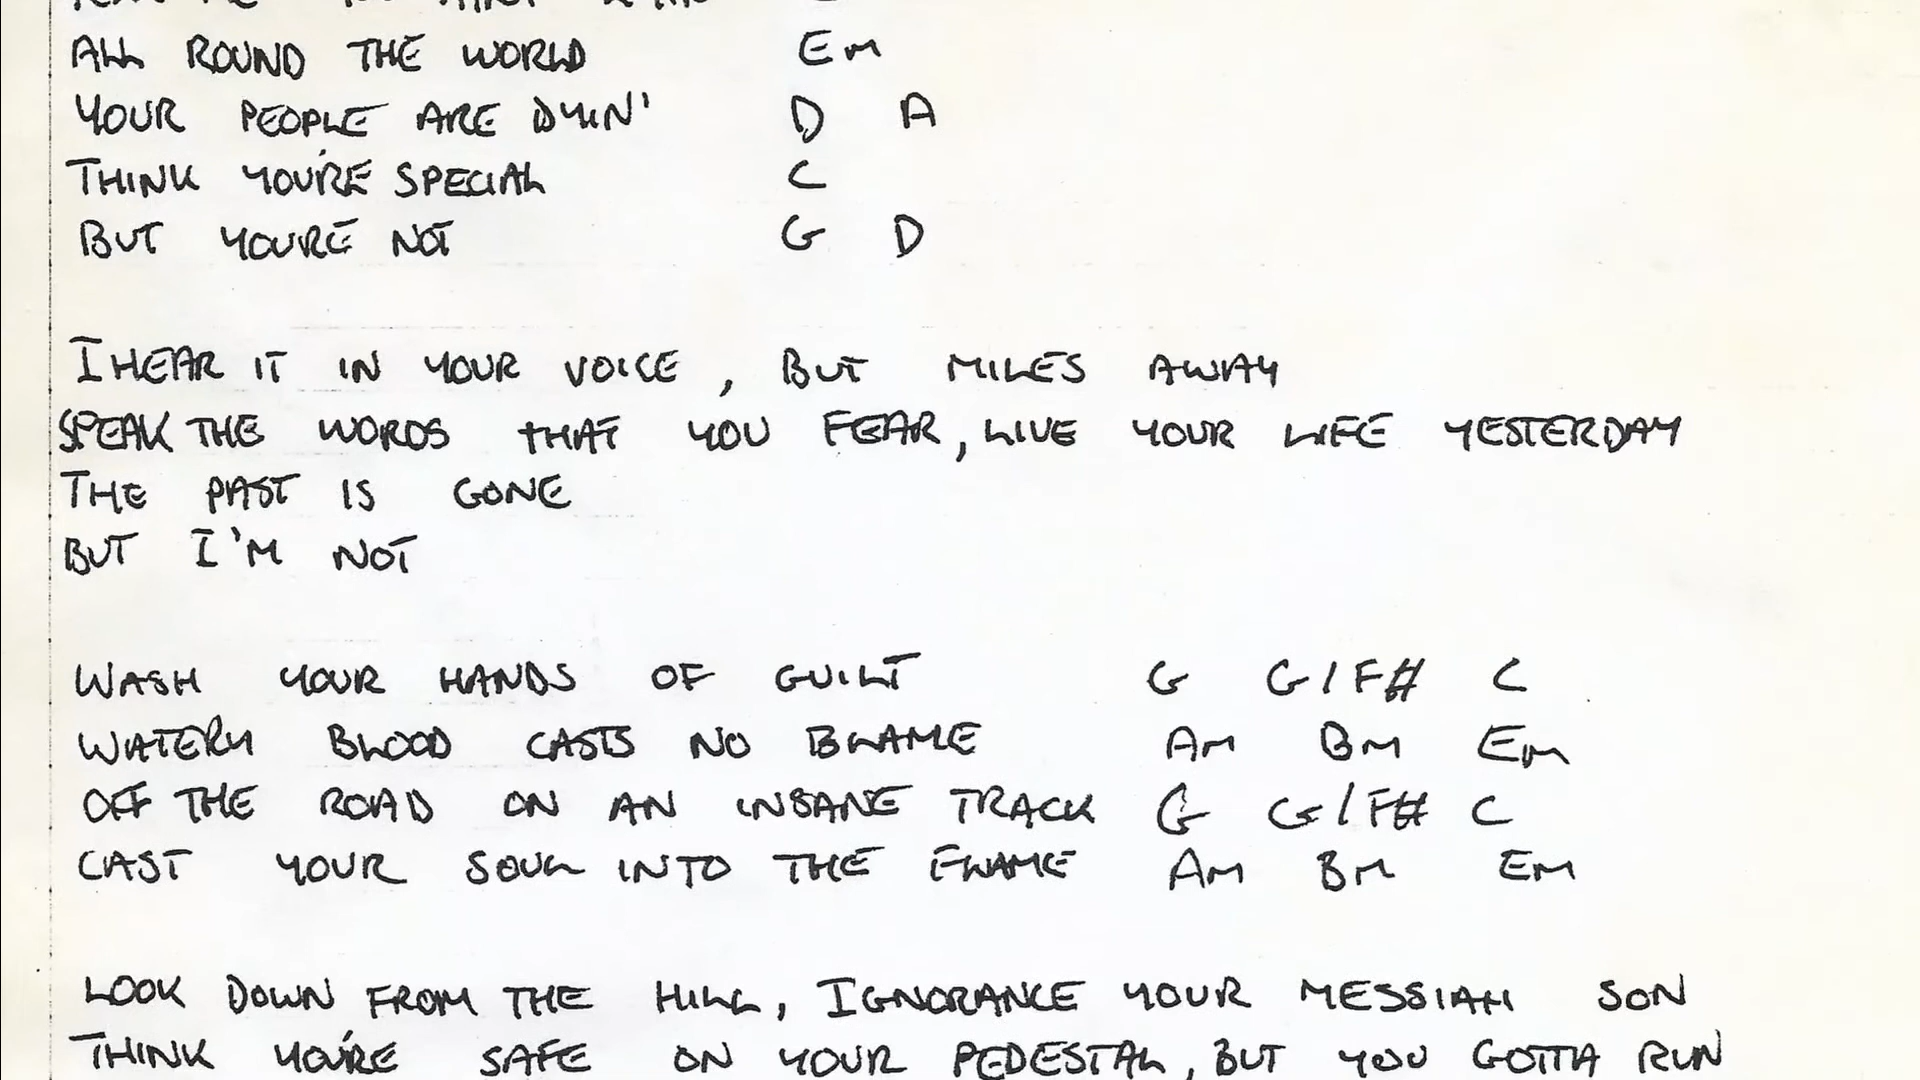 ALL ROUND THE WORLD Em
YOUR PEOPLE ARE DYIN' D A
THINK YOU'RE SPECIAL C
BUT YOU'RE NOT G D
I HEAR IT IN YOUR VOICE, BUT MILES AWAY
SPEAK THE WORDS THAT YOU FEAR, LIVE YOUR LIFE YESTERDAY
THE PAST IS GONE
BUT I'M NOT
WASH YOUR HANDS OF GUILT G G/F# C
WATERY BLOOD CASTS NO BLAME Am Bm Em
OFF THE ROAD ON AN INSANE TRACK G G/F# C
CAST YOUR SOUL INTO THE FLAME Am Bm Em
LOOK DOWN FROM THE HILL, IGNORANCE YOUR MESSIAH SON
THINK YOU'RE SAFE ON YOUR PEDESTAL, BUT YOU GOTTA RUN